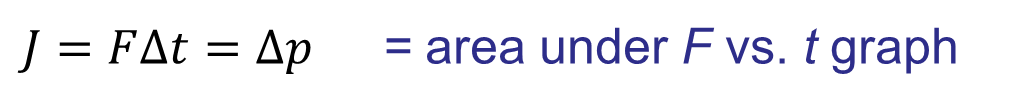 J = FΔt = Δp = area under F vs. t graph